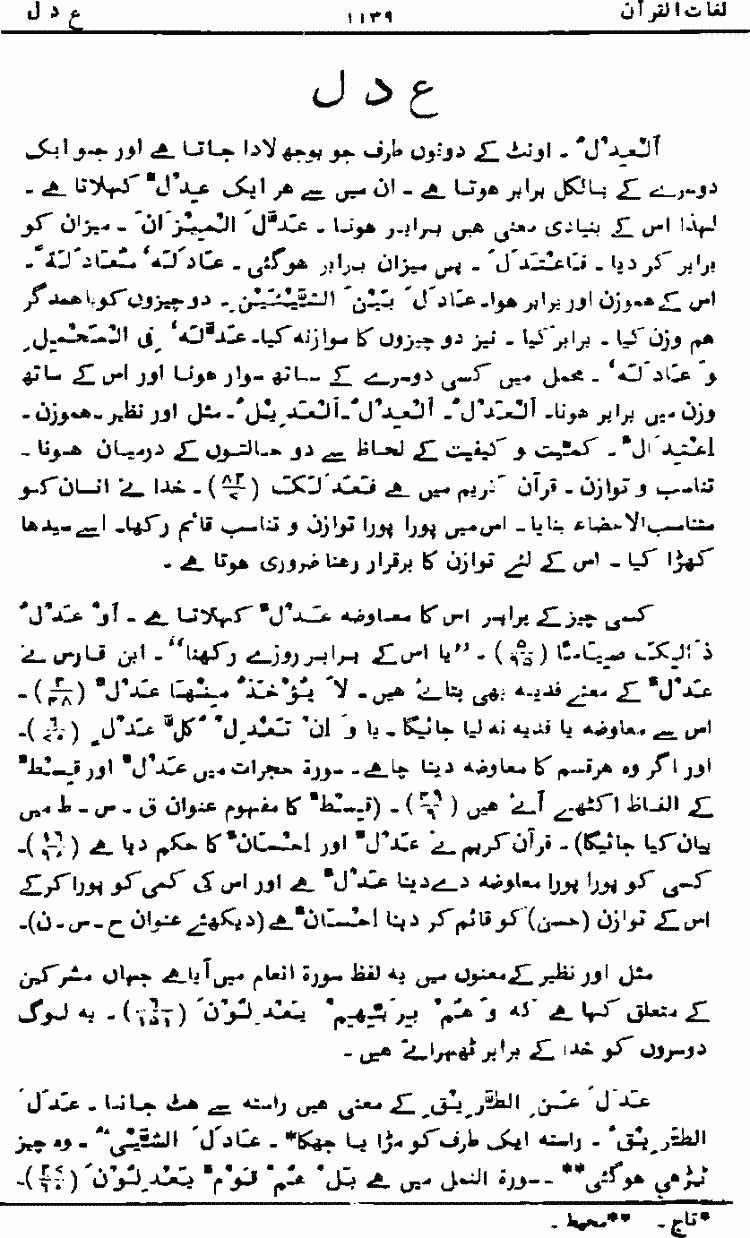 لغات القرآن ۱۱۳۹ ع د ل
ع د ل
اَلْعِدْلُ ۔ اونٹ کے دونوں طرف جو بوجھ لادا جاتا ہے اور جو ایک
دوسرے کے بالکل برابر ہوتا ہے ۔ ان میں سے ہر ایک عِدْلٌ کہلاتا ہے ۔
لہذا اس کے بنیادی معنی ہیں برابر ہونا ۔ عَدَّلَ الْمِیْزَانَ ۔ میزان کو
برابر کر دیا ۔ فَاعْتَدَلَ ۔ پس میزان برابر ہوگئی ۔ عَادَلَہٗ مُعَادَلَۃً ۔
اس کے ہموزن اور برابر ہوا۔ عَادَلَ بَیْنَ الشَّیْئَیْنِ ۔ دو چیزوں کو باہمدگر
ہم وزن کیا ۔ برابر کیا ۔ نیز دو چیزوں کا موازنہ کیا۔ عَدَّلَہٗ فِی الْمَحْمِلِ
وَ عَادَلَہٗ ۔ محمل میں کسی دوسرے کے ساتھ سوار ہونا اور اس کے ساتھ
وزن میں برابر ہونا۔ اَلْعَدْلُ ۔ اَلْعِدْلُ ۔ اَلْعَدِیْلُ ۔ مثل اور نظیر ۔ ہموزن ۔
اِعْتِدَالٌ ۔ کمیّت و کیفیت کے لحاظ سے دو حالتوں کے درمیان ہونا ۔
تناسب و توازن ۔ قرآن کریم میں ہے فَعَدَلَکَ (۸۲/۷) ۔ خدا نے انسان کو
متناسب الاعضاء بنایا ۔ اس میں پورا پورا توازن و تناسب قائم رکھا۔ اسے سیدھا
کھڑا کیا ۔ اس کے لئے توازن کا برقرار رہنا ضروری ہوتا ہے ۔
کسی چیز کے برابر اس کا معاوضہ عَدْلٌ کہلاتا ہے ۔ اَوْ عَدْلُ
ذَالِکَ صِیَامًا (۵/۹۵) ۔ ’’یا اس کے برابر روزے رکھنا‘‘ ۔ ابن فارس نے
عَدْلٌ کے معنے فدیہ بھی بتائے ہیں ۔ لَا یُؤْخَذُ مِنْهَا عَدْلٌ (۲/۴۸) ۔
اس سے معاوضہ یا فدیہ نہ لیا جائیگا ۔ یا وَ اِنْ تَعْدِلْ کُلَّ عَدْلٍ (۶/۷۰)۔
اور اگر وہ ہر قسم کا معاوضہ دینا چاہے ۔ سورة حجرات میں عَدْلٌ اور قِسْطٌ
کے الفاظ اکٹھے آئے ہیں (۴۹/۹) ۔ (قِسْطٌ کا مفہوم عنوان ق ۔ س ۔ ط میں
بیان کیا جائیگا) ۔ قرآن کریم نے عَدْلٌ اور اِحْسَانٌ کا حکم دیا ہے (۱۶/۹۰)۔
کسی کو پورا پورا معاوضہ دے دینا عَدْلٌ ہے اور اس کی کمی کو پورا کر کے
اس کے توازن (حسن) کو قائم کر دینا اِحْسَانٌ ہے (دیکھئے عنوان ح ۔ س ۔ ن)۔
مثل اور نظیر کے معنوں میں یہ لفظ سورة انعام میں آیا ہے جہاں مشرکین
کے متعلق کہا ہے کہ وَ هُمْ بِرَبِّهِمْ یَعْدِلُوْنَ (۶/۱۵۱) ۔ یہ لوگ
دوسروں کو خدا کے برابر ٹھہراتے ہیں ۔
عَدَلَ عَنِ الطَّرِیْقِ کے معنی ہیں راستہ سے ہٹ جانا ۔ عَدَلَ
الطَّرِیْقُ ۔ راستہ ایک طرف کو مڑا یا جھکا* ۔ عَادَلَ الشَّیْئُ ۔ وہ چیز
ٹیڑھی ہوگئی** ۔ سورة النمل میں ہے بَلْ هُمْ قَوْمٌ یَعْدِلُوْنَ (۲۷/۶۰)۔
*تاج ۔ **محیط ۔